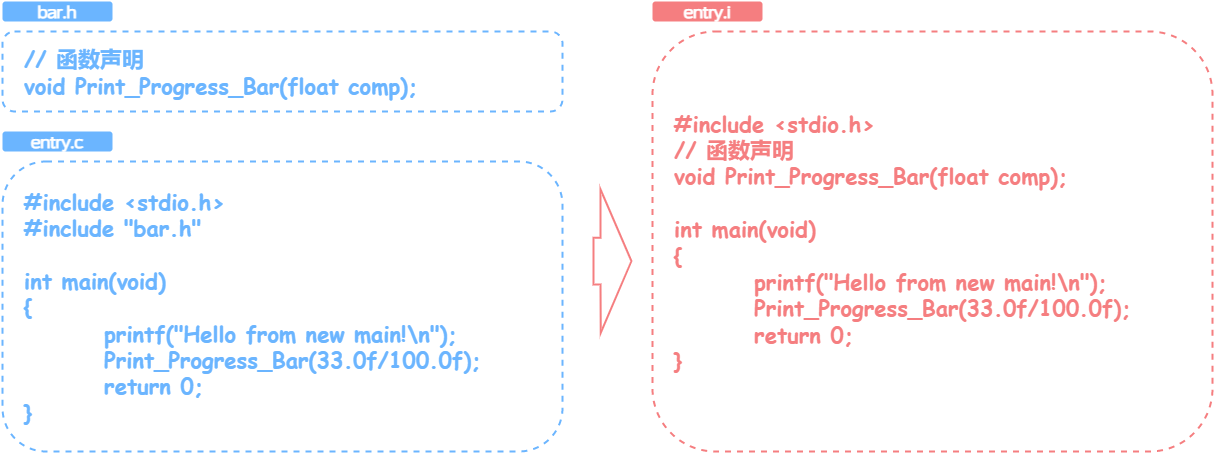 bar.h
// 函数声明
void Print_Progress_Bar(float comp);
entry.c
#include <stdio.h>
#include "bar.h"
int main(void)
{
printf("Hello from new main!\n");
Print_Progress_Bar(33.0f/100.0f);
return 0;
}
entry.i
#include <stdio.h>
// 函数声明
void Print_Progress_Bar(float comp);
int main(void)
{
printf("Hello from new main!\n");
Print_Progress_Bar(33.0f/100.0f);
return 0;
}